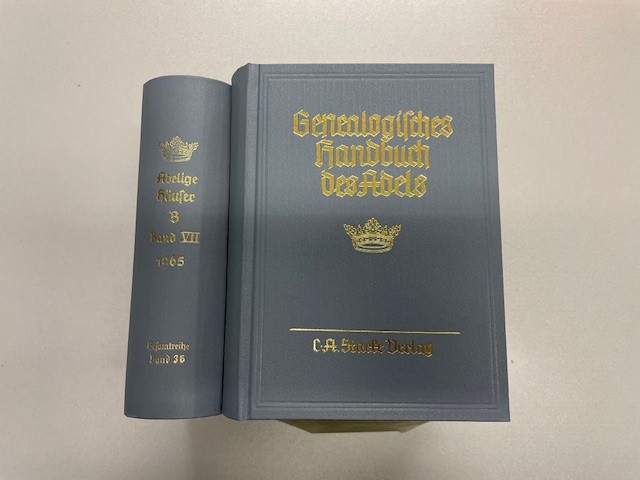 Adelige
Häuser
B
Band VII
1965
Gesamtreihe
Band 36
Genealogisches
Handbuch
des Adels
C. A. Starke Verlag